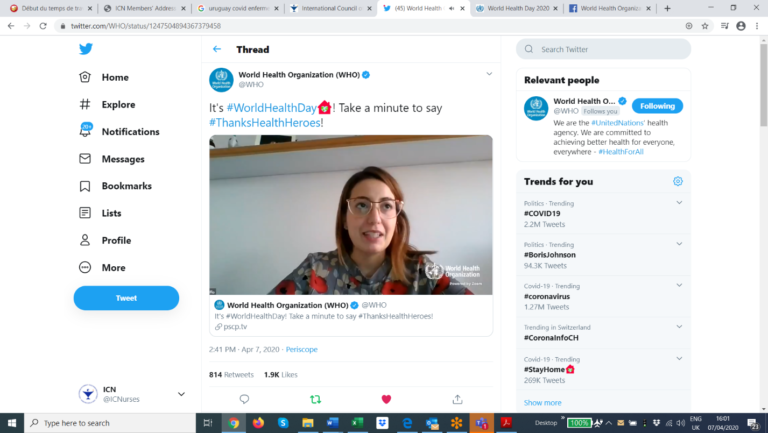 Début du temps de tra
ICN Members' Addre
uruguay covid enferme
International Council o
(45) World Health
World Health Day 2020
World Health Organiza
twitter.com/WHO/status/1247504894367379458
Home
Explore
20+
Notifications
Messages
Bookmarks
Lists
Profile
More
Tweet
ICN
@ICNurses
Thread
World Health Organization (WHO)
@WHO
It's #WorldHealthDay! Take a minute to say
#ThanksHealthHeroes!
World Health
Organization
World Health Organization (WHO) @WHO
It's #WorldHealthDay! Take a minute to say #ThanksHealthHeroes!
pscp.tv
2:41 PM · Apr 7, 2020 · Periscope
814 Retweets 1.9K Likes
Search Twitter
Relevant people
World Health O...
@WHO Follows you
Following
We are the #UnitedNations' health
agency. We are committed to
achieving better health for everyone,
everywhere - #HealthForAll
Trends for you
Politics · Trending
#COVID19
2.2M Tweets
Politics · Trending
#BorisJohnson
94.3K Tweets
Covid-19 · Trending
#coronavirus
1.27M Tweets
Trending in Switzerland
#CoronaInfoCH
Covid-19 · Trending
#StayHome
269K Tweets
Show more
Type here to search
Desktop
100%
ENG
UK
16:01
07/04/2020